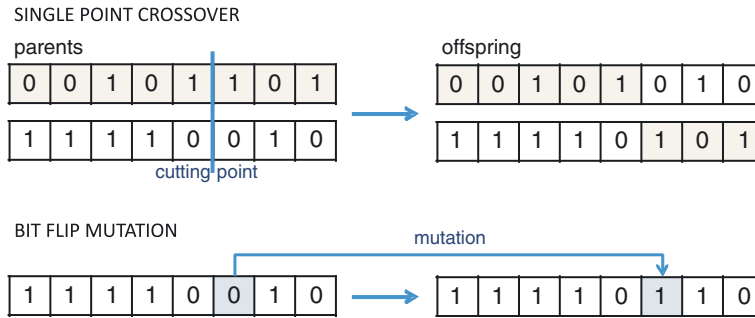 SINGLE POINT CROSSOVER
parents
offspring
0 0 1 0 1 1 0 1
0 0 1 0 1 0 1 0
1 1 1 1 0 0 1 0
1 1 1 1 0 1 0 1
cutting point
BIT FLIP MUTATION
mutation
1 1 1 1 0 0 1 0
1 1 1 1 0 1 1 0